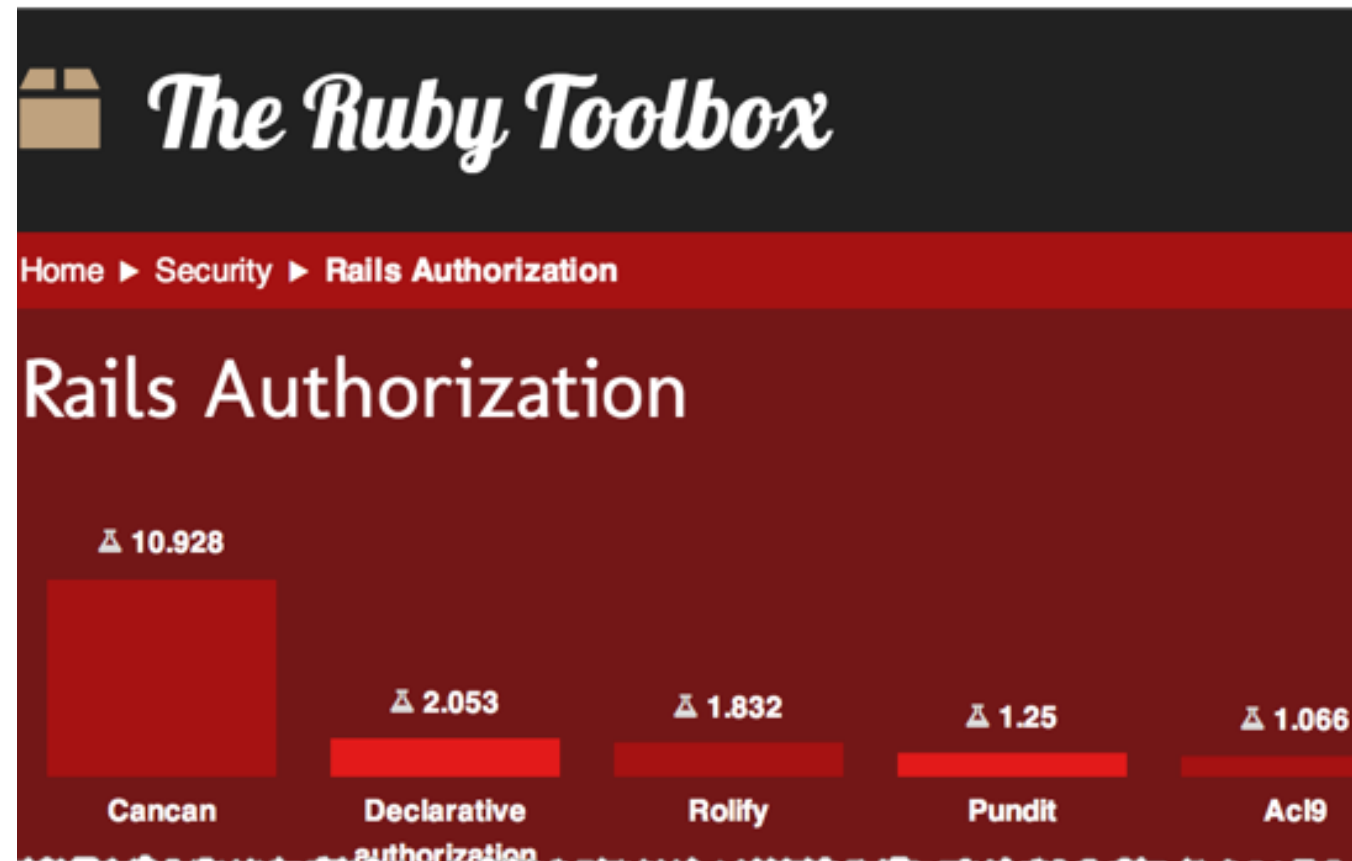 The Ruby Toolbox
Home ▶ Security ▶ Rails Authorization
Rails Authorization
10.928
2.053
1.832
1.25
1.066
Cancan
Declarative
authorization
Rolify
Pundit
Acl9